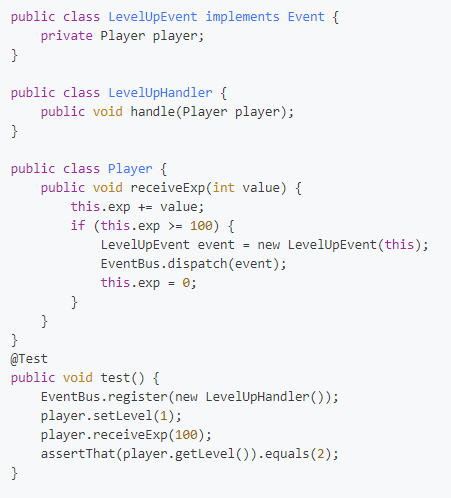 public class LevelUpEvent implements Event {
    private Player player;
}

public class LevelUpHandler {
    public void handle(Player player);
}

public class Player {
    public void receiveExp(int value) {
        this.exp += value;
        if (this.exp >= 100) {
            LevelUpEvent event = new LevelUpEvent(this);
            EventBus.dispatch(event);
            this.exp = 0;
        }
    }
}
@Test
public void test() {
    EventBus.register(new LevelUpHandler());
    player.setLevel(1);
    player.receiveExp(100);
    assertThat(player.getLevel()).equals(2);
}